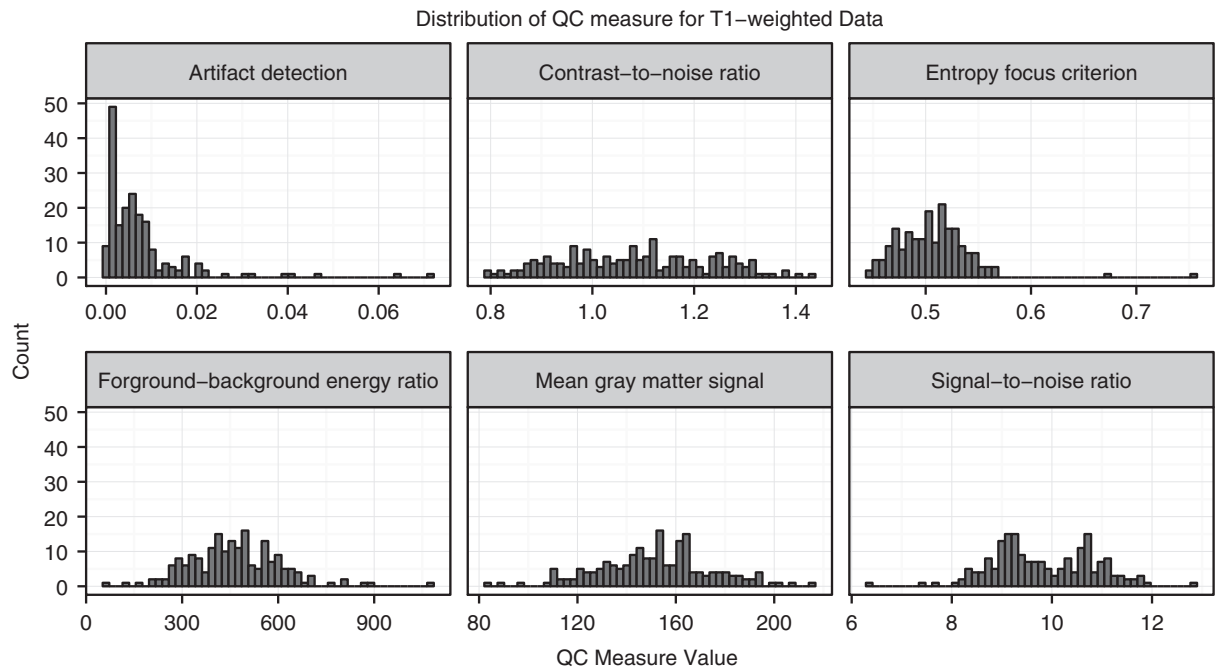 Distribution of QC measure for T1−weighted Data
Artifact detection
Contrast−to−noise ratio
Entropy focus criterion
50
40
30
20
10
0
0.00 0.02 0.04 0.06
0.8 1.0 1.2 1.4
0.5 0.6 0.7
Count
Forground−background energy ratio
Mean gray matter signal
Signal−to−noise ratio
50
40
30
20
10
0
0 300 600 900
80 120 160 200
6 8 10 12
QC Measure Value